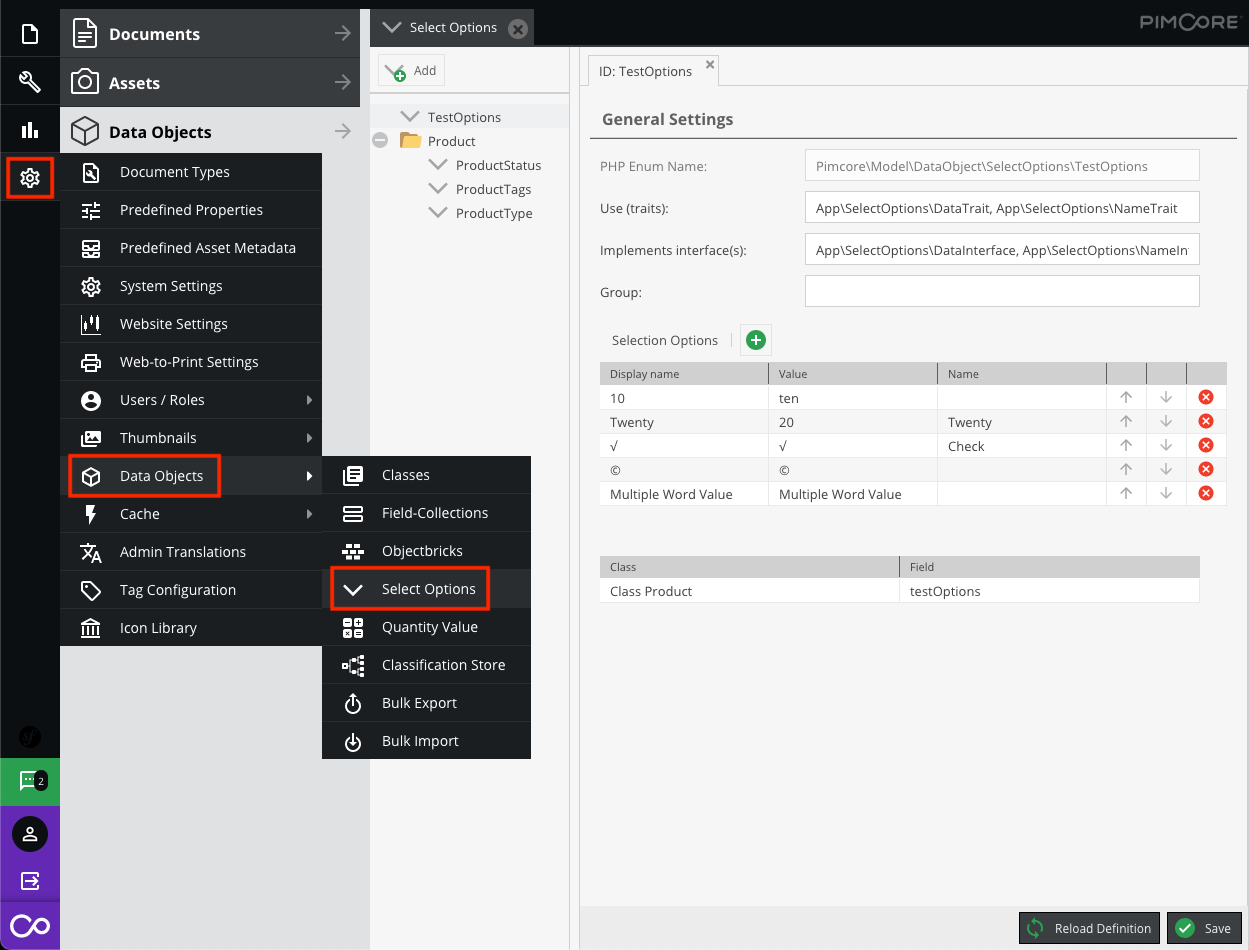 Documents
Assets
Data Objects
Document Types
Predefined Properties
Predefined Asset Metadata
System Settings
Website Settings
Web-to-Print Settings
Users / Roles
Thumbnails
Data Objects
Cache
Admin Translations
Tag Configuration
Icon Library
Classes
Field-Collections
Objectbricks
Select Options
Quantity Value
Classification Store
Bulk Export
Bulk Import
sf
2
Select Options
PIMCORE
Add
TestOptions
Product
ProductStatus
ProductTags
ProductType
ID: TestOptions
General Settings
PHP Enum Name: Pimcore\Model\DataObject\SelectOptions\TestOptions
Use (traits): App\SelectOptions\DataTrait, App\SelectOptions\NameTrait
Implements interface(s): App\SelectOptions\DataInterface, App\SelectOptions\NameIn
Group:
Selection Options
Display name Value Name
10 ten
Twenty 20 Twenty
√ √ Check
© ©
Multiple Word Value Multiple Word Value
Class Field
Class Product testOptions
Reload Definition Save